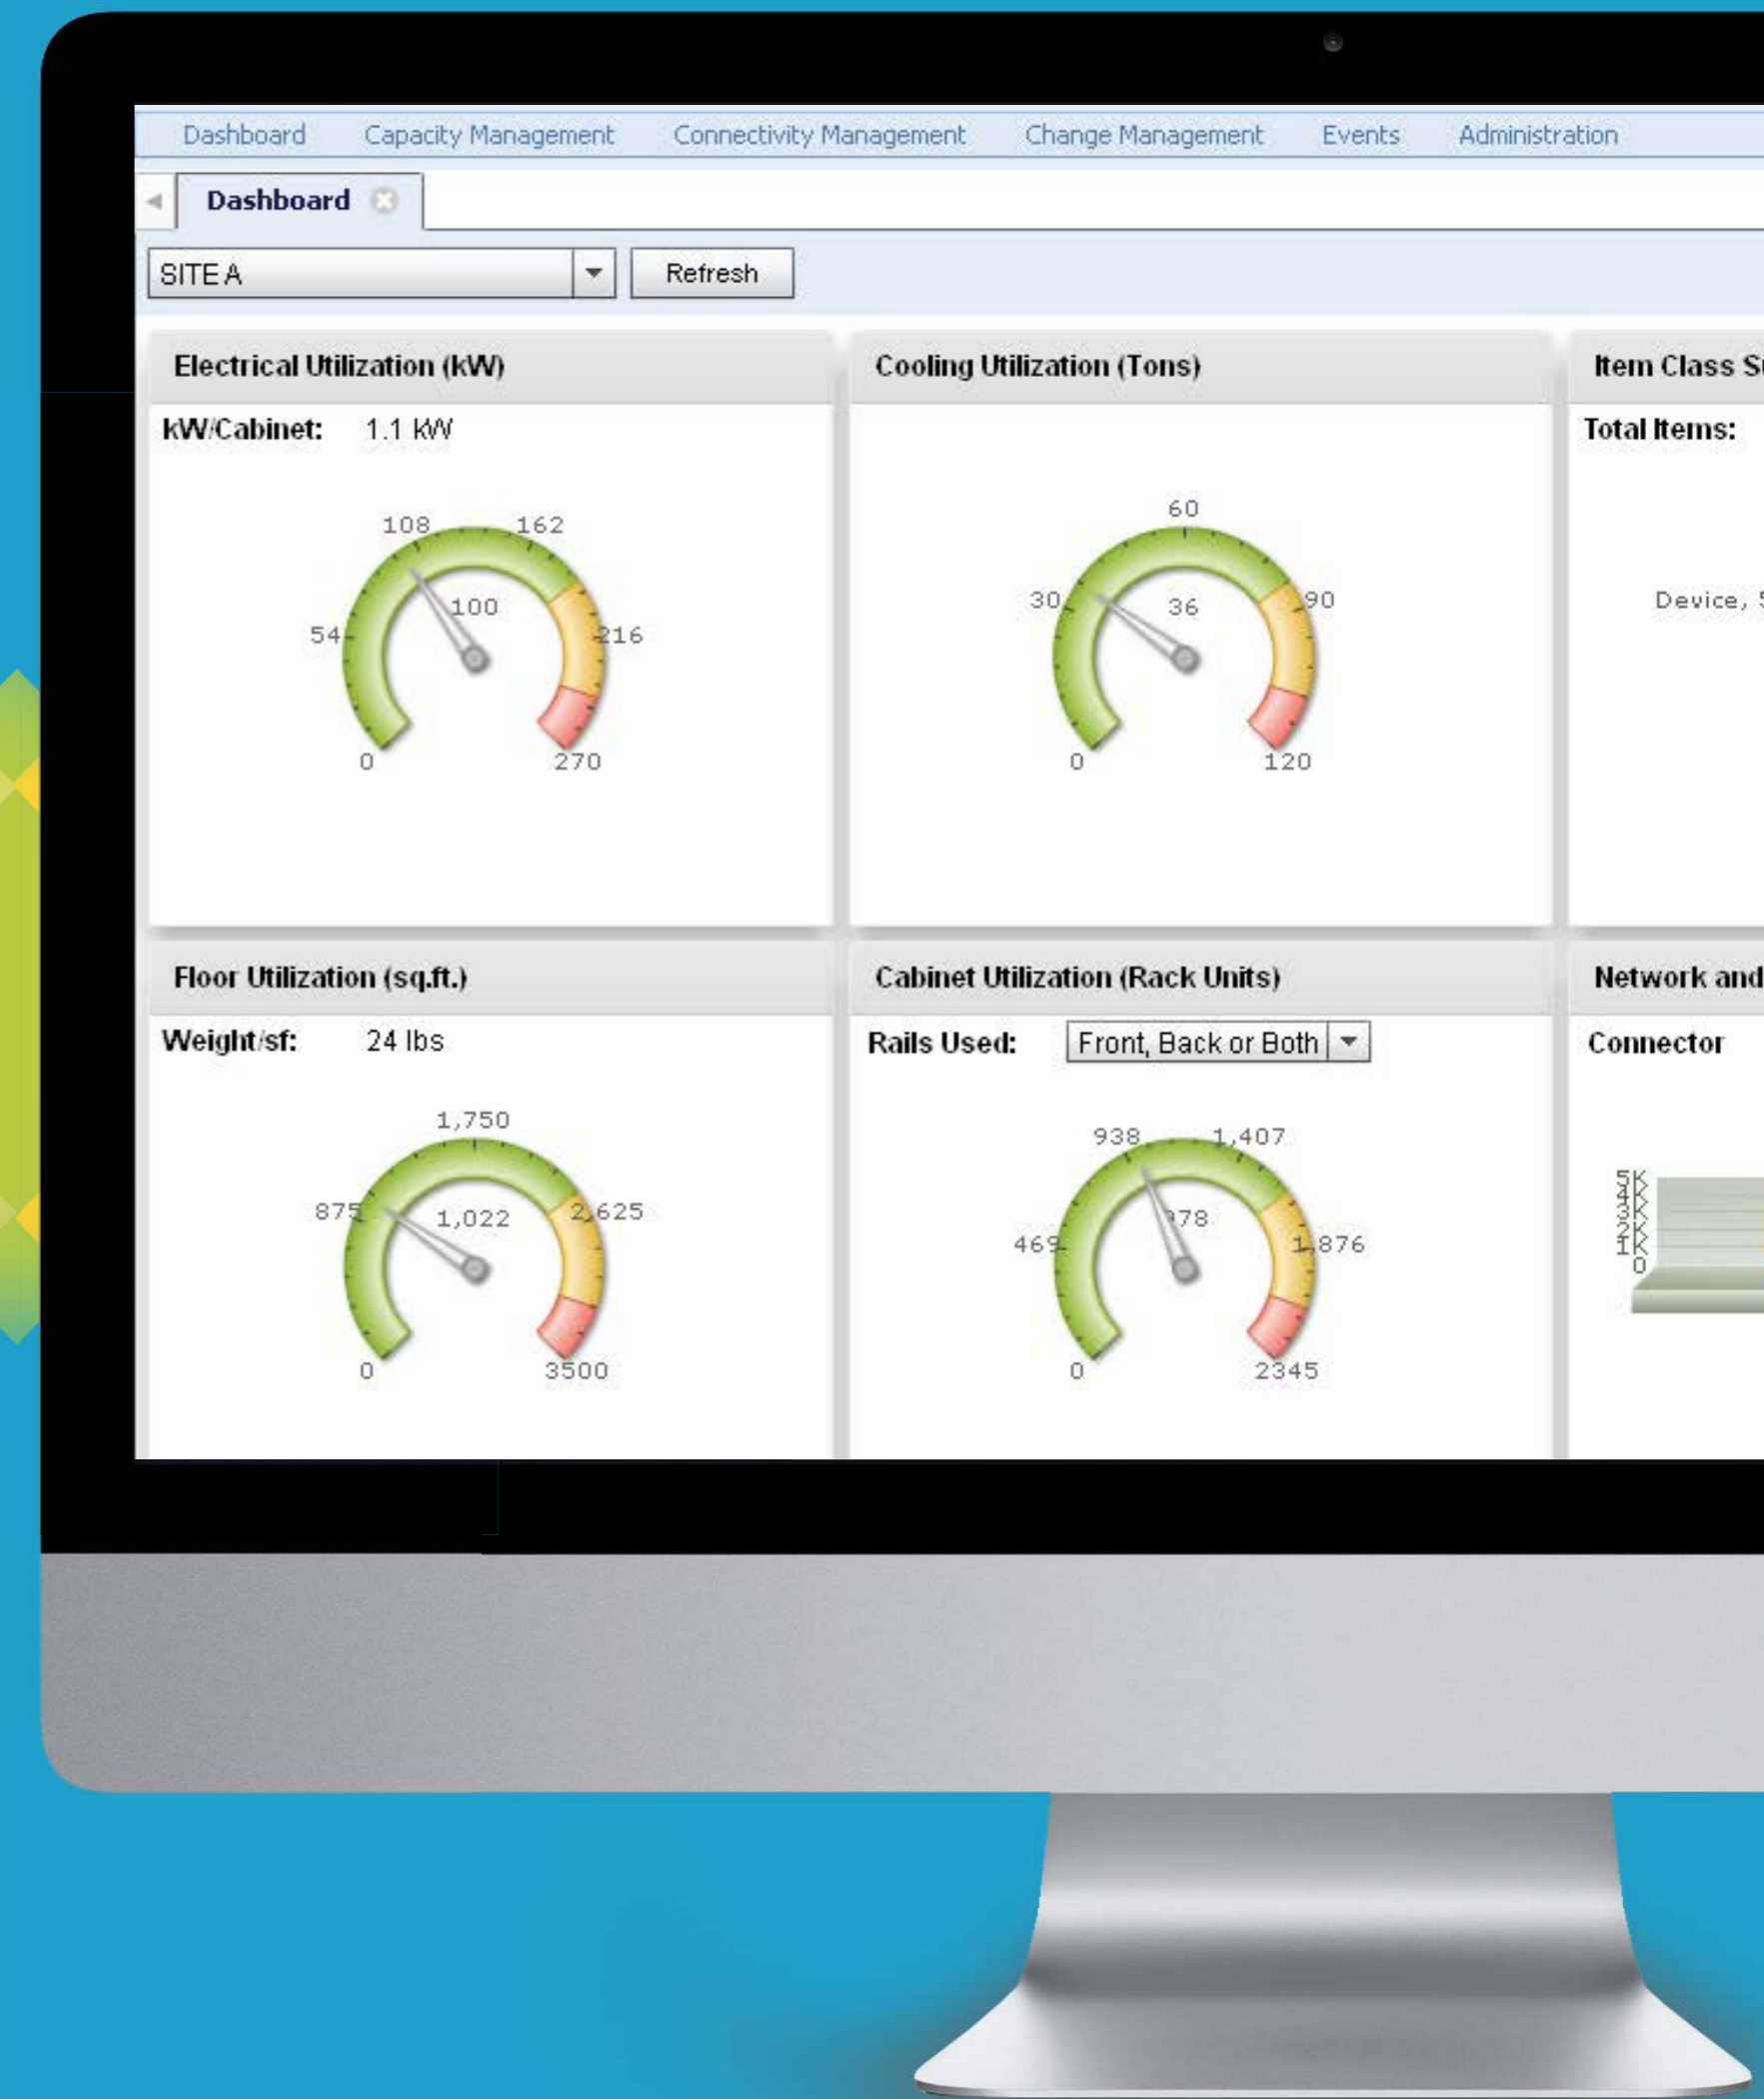 Dashboard Capacity Management Connectivity Management Change Management Events Administration
Dashboard
SITE A Refresh
Electrical Utilization (kW)
kW/Cabinet: 1.1 kW
108 162
100
54 216
0 270
Cooling Utilization (Tons)
60
30 36 90
0 120
Item Class
Total Items:
Device,
Floor Utilization (sq.ft.)
Weight/sf: 24 lbs
1,750
875 1,022 2,625
0 3500
Cabinet Utilization (Rack Units)
Rails Used: Front, Back or Both
938 1,407
469 1,876
0 2345
Network and
Connector
5K
4K
3K
2K
1K
0